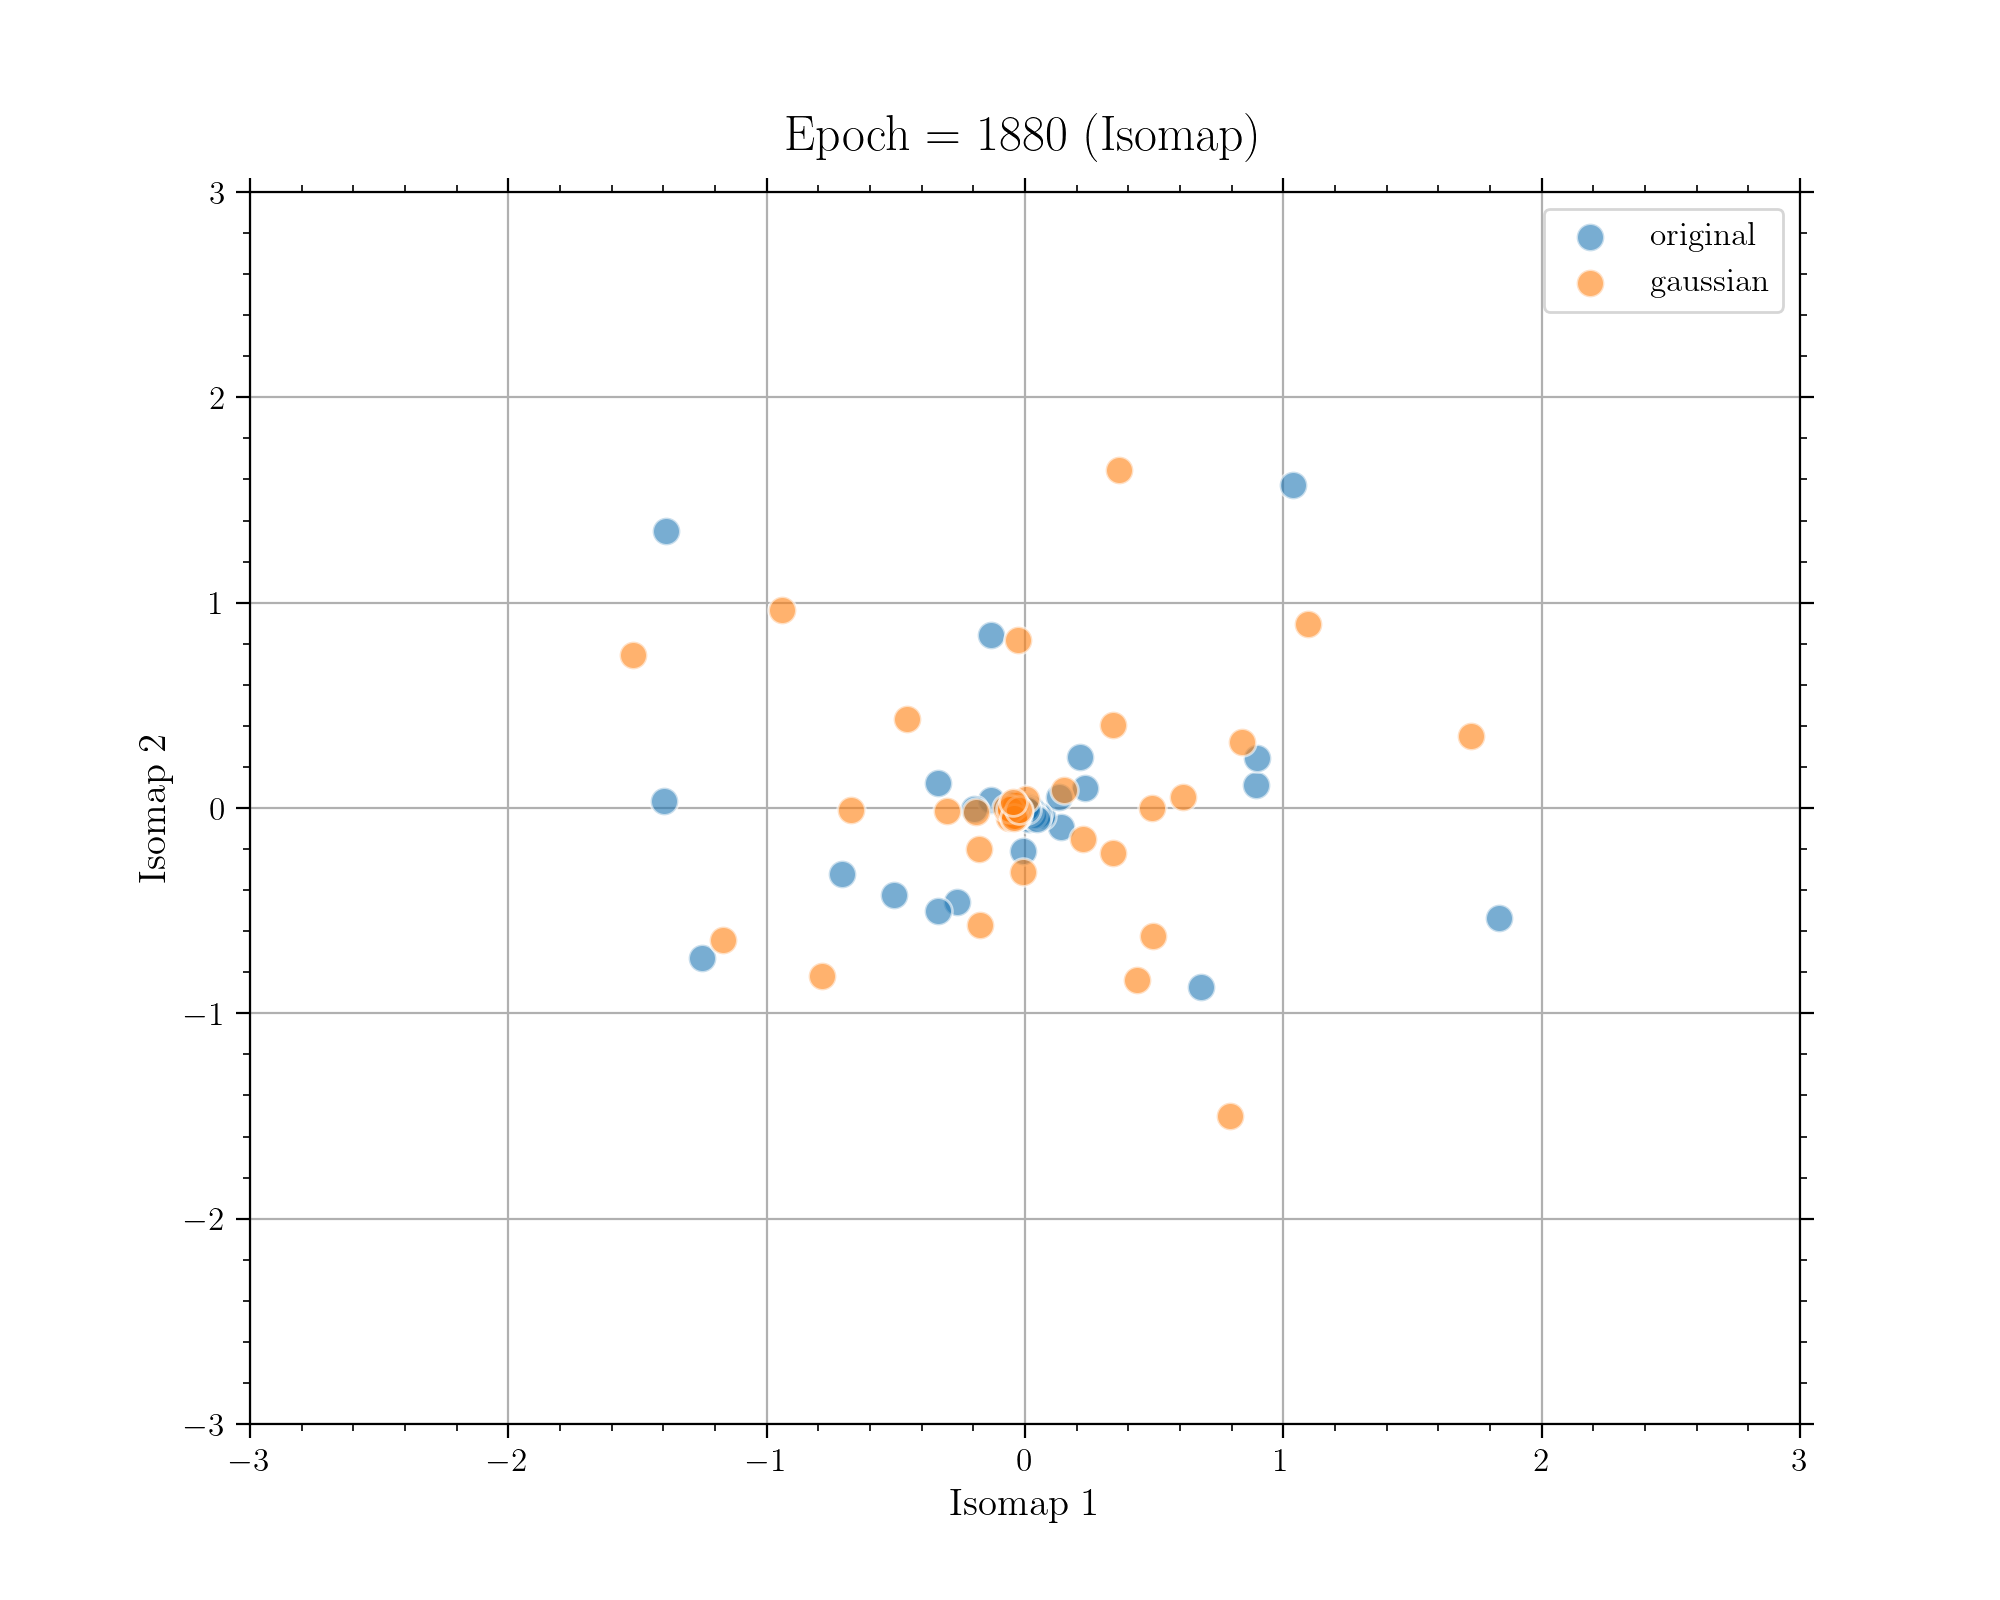 Epoch = 1880 (Isomap)
original
gaussian
3
2
1
0
−1
−2
−3
Isomap 2
−3 −2 −1 0 1 2 3
Isomap 1